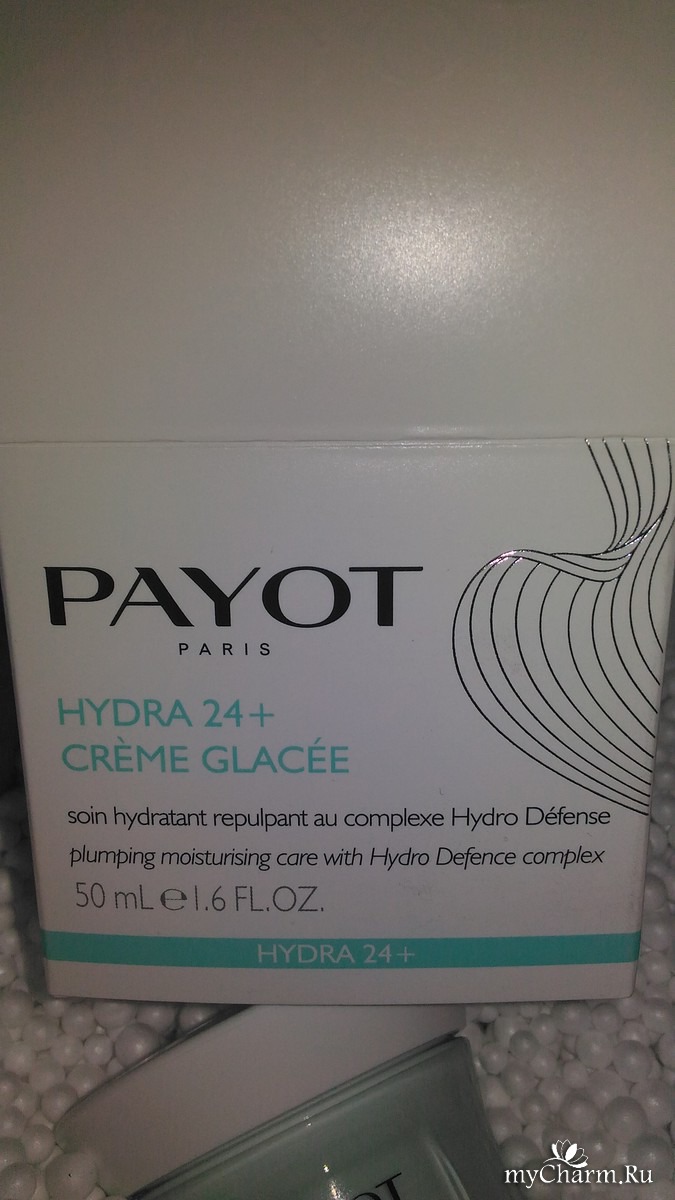 PAYOT
PARIS
HYDRA 24+
CRÈME GLACÉE
soin hydratant repulpant au complexe Hydro Défense
plumping moisturising care with Hydro Defence complex
50 mL e 1.6 FL.OZ.
HYDRA 24+
PAYOT
myCharm.Ru